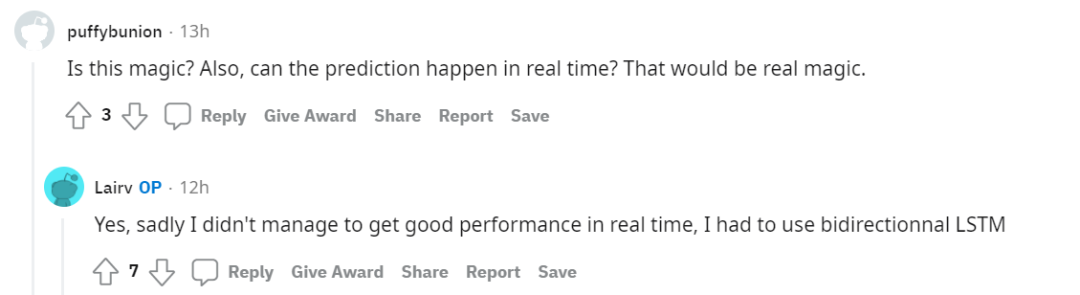 puffybunion · 13h
Is this magic? Also, can the prediction happen in real time? That would be real magic.
3 Reply Give Award Share Report Save
Lairv OP · 12h
Yes, sadly I didn't manage to get good performance in real time, I had to use bidirectionnal LSTM
7 Reply Give Award Share Report Save